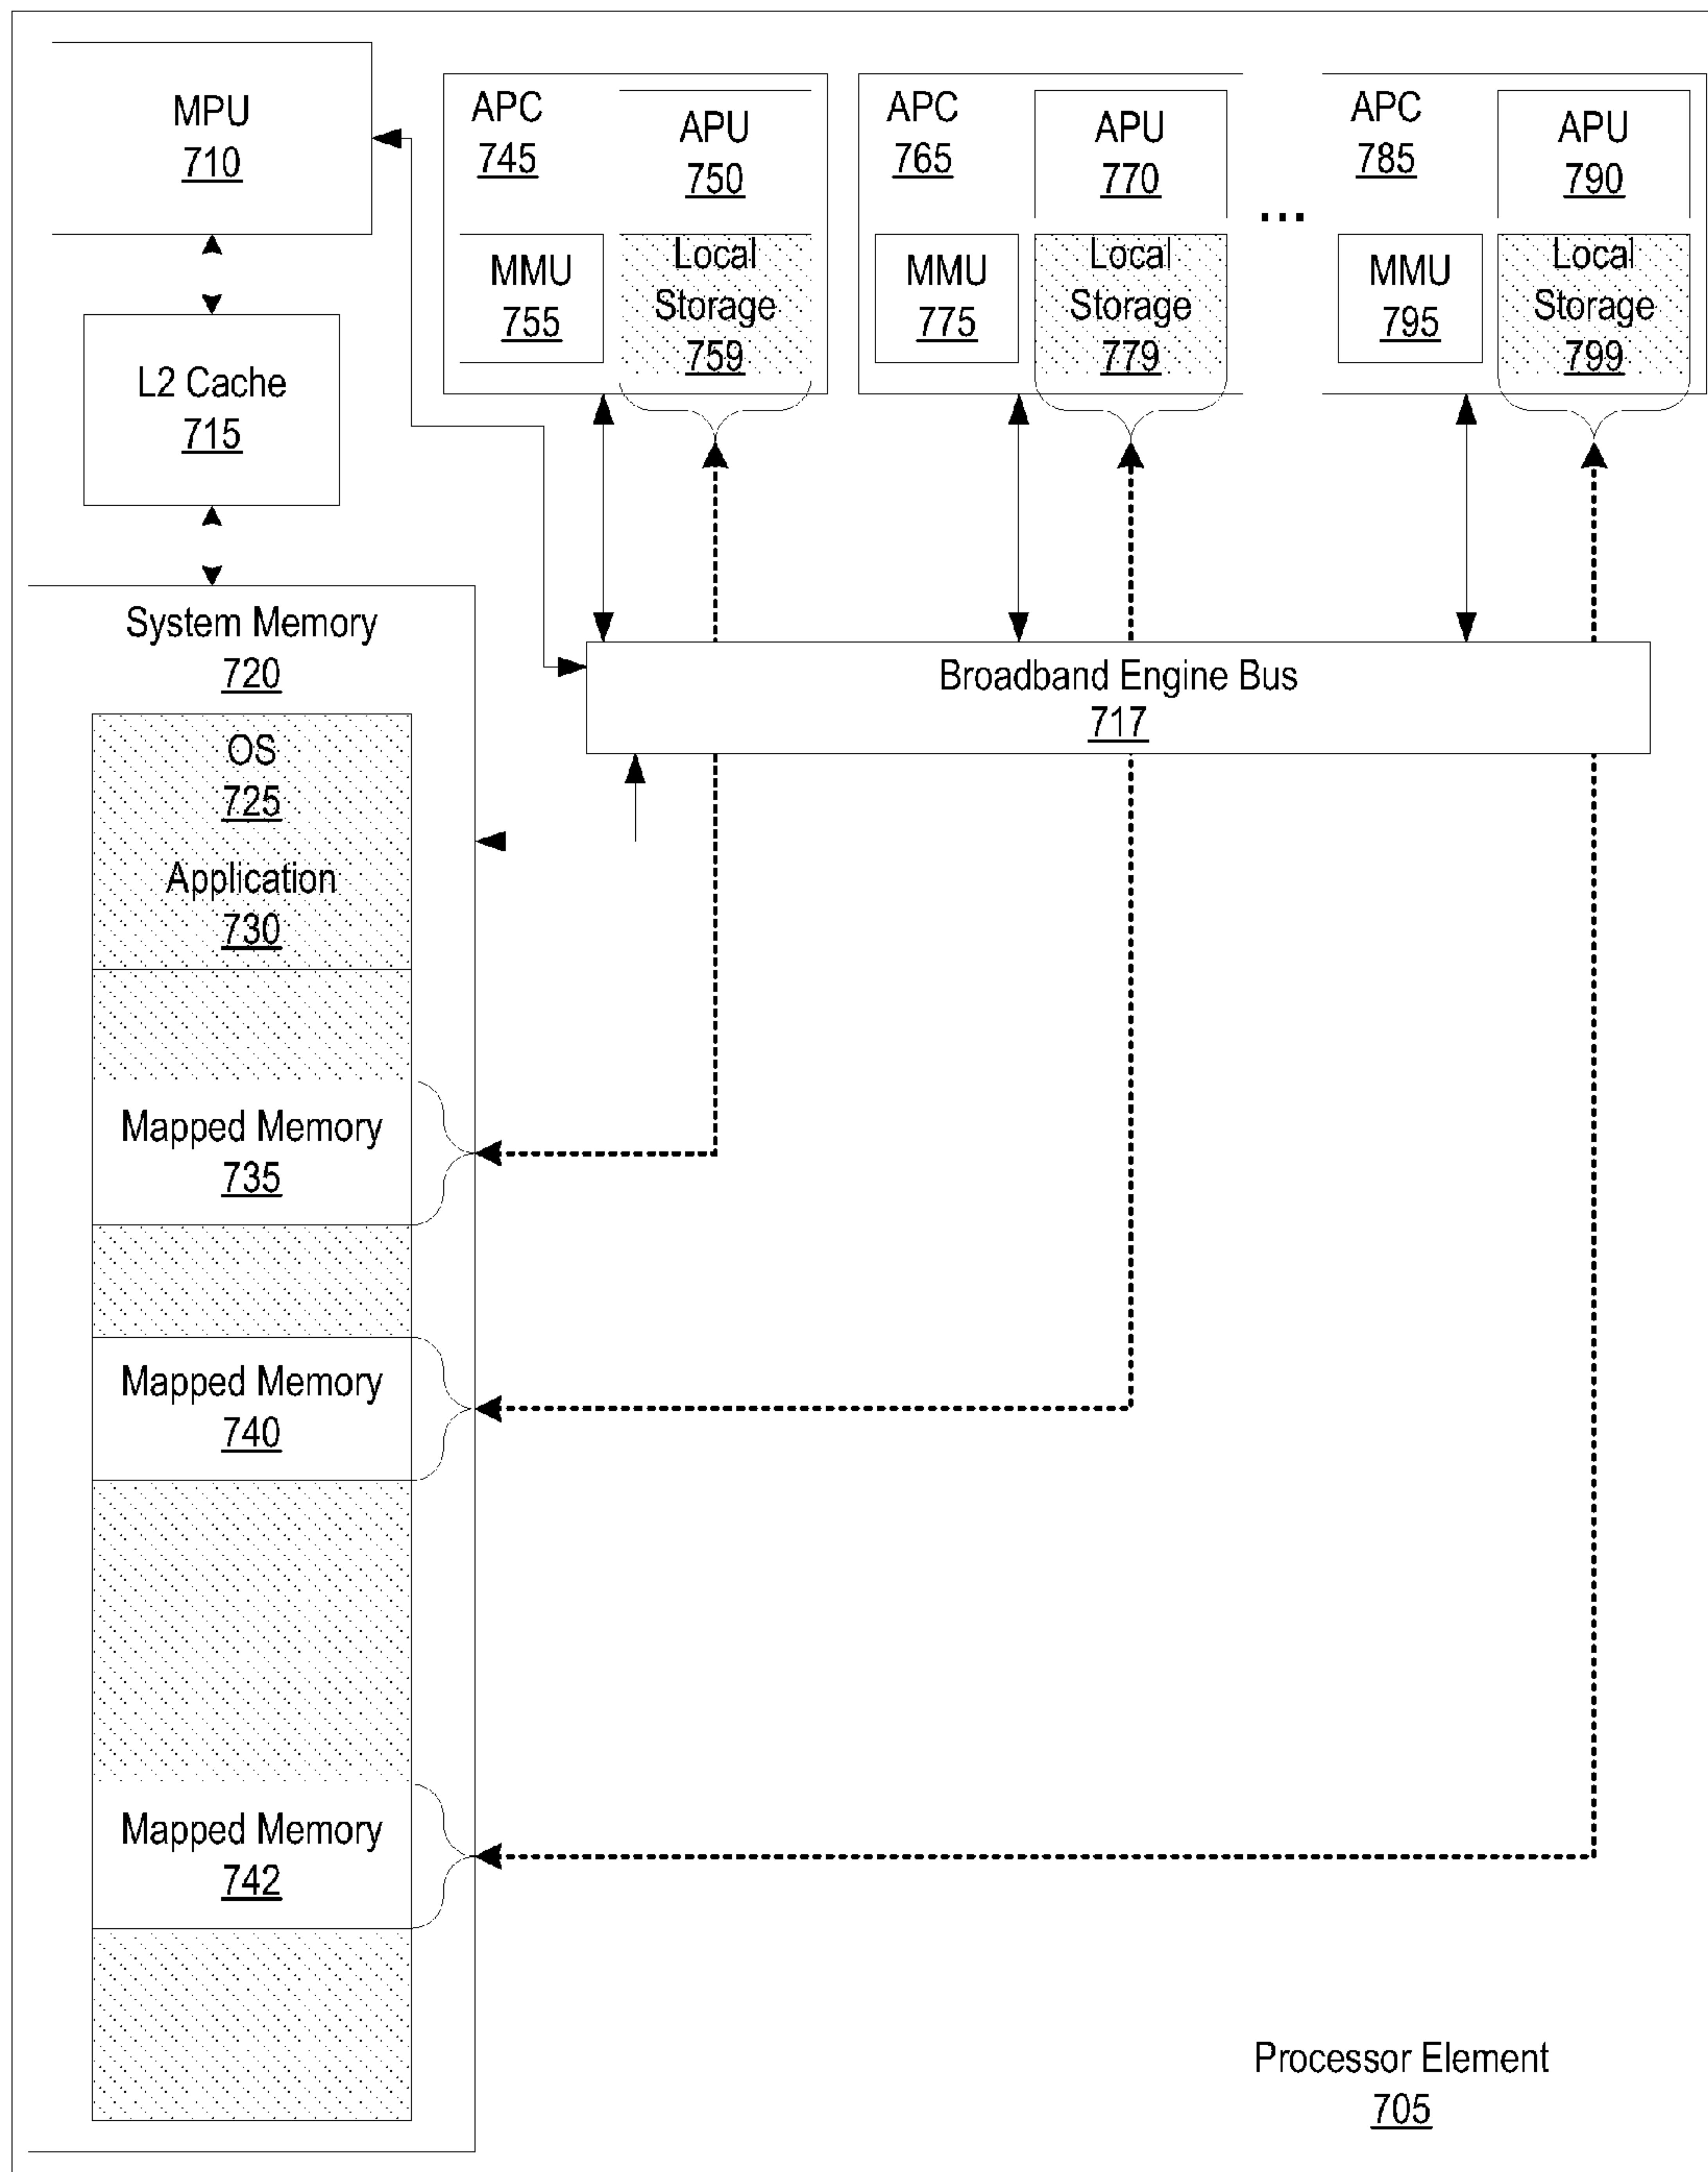 MPU
710
L2 Cache
715
APC
745
APU
750
MMU
755
Local
Storage
759
APC
765
APU
770
MMU
775
Local
Storage
779
...
APC
785
APU
790
MMU
795
Local
Storage
799
Broadband Engine Bus
717
System Memory
720
OS
725
Application
730
Mapped Memory
735
Mapped Memory
740
Mapped Memory
742
Processor Element
705